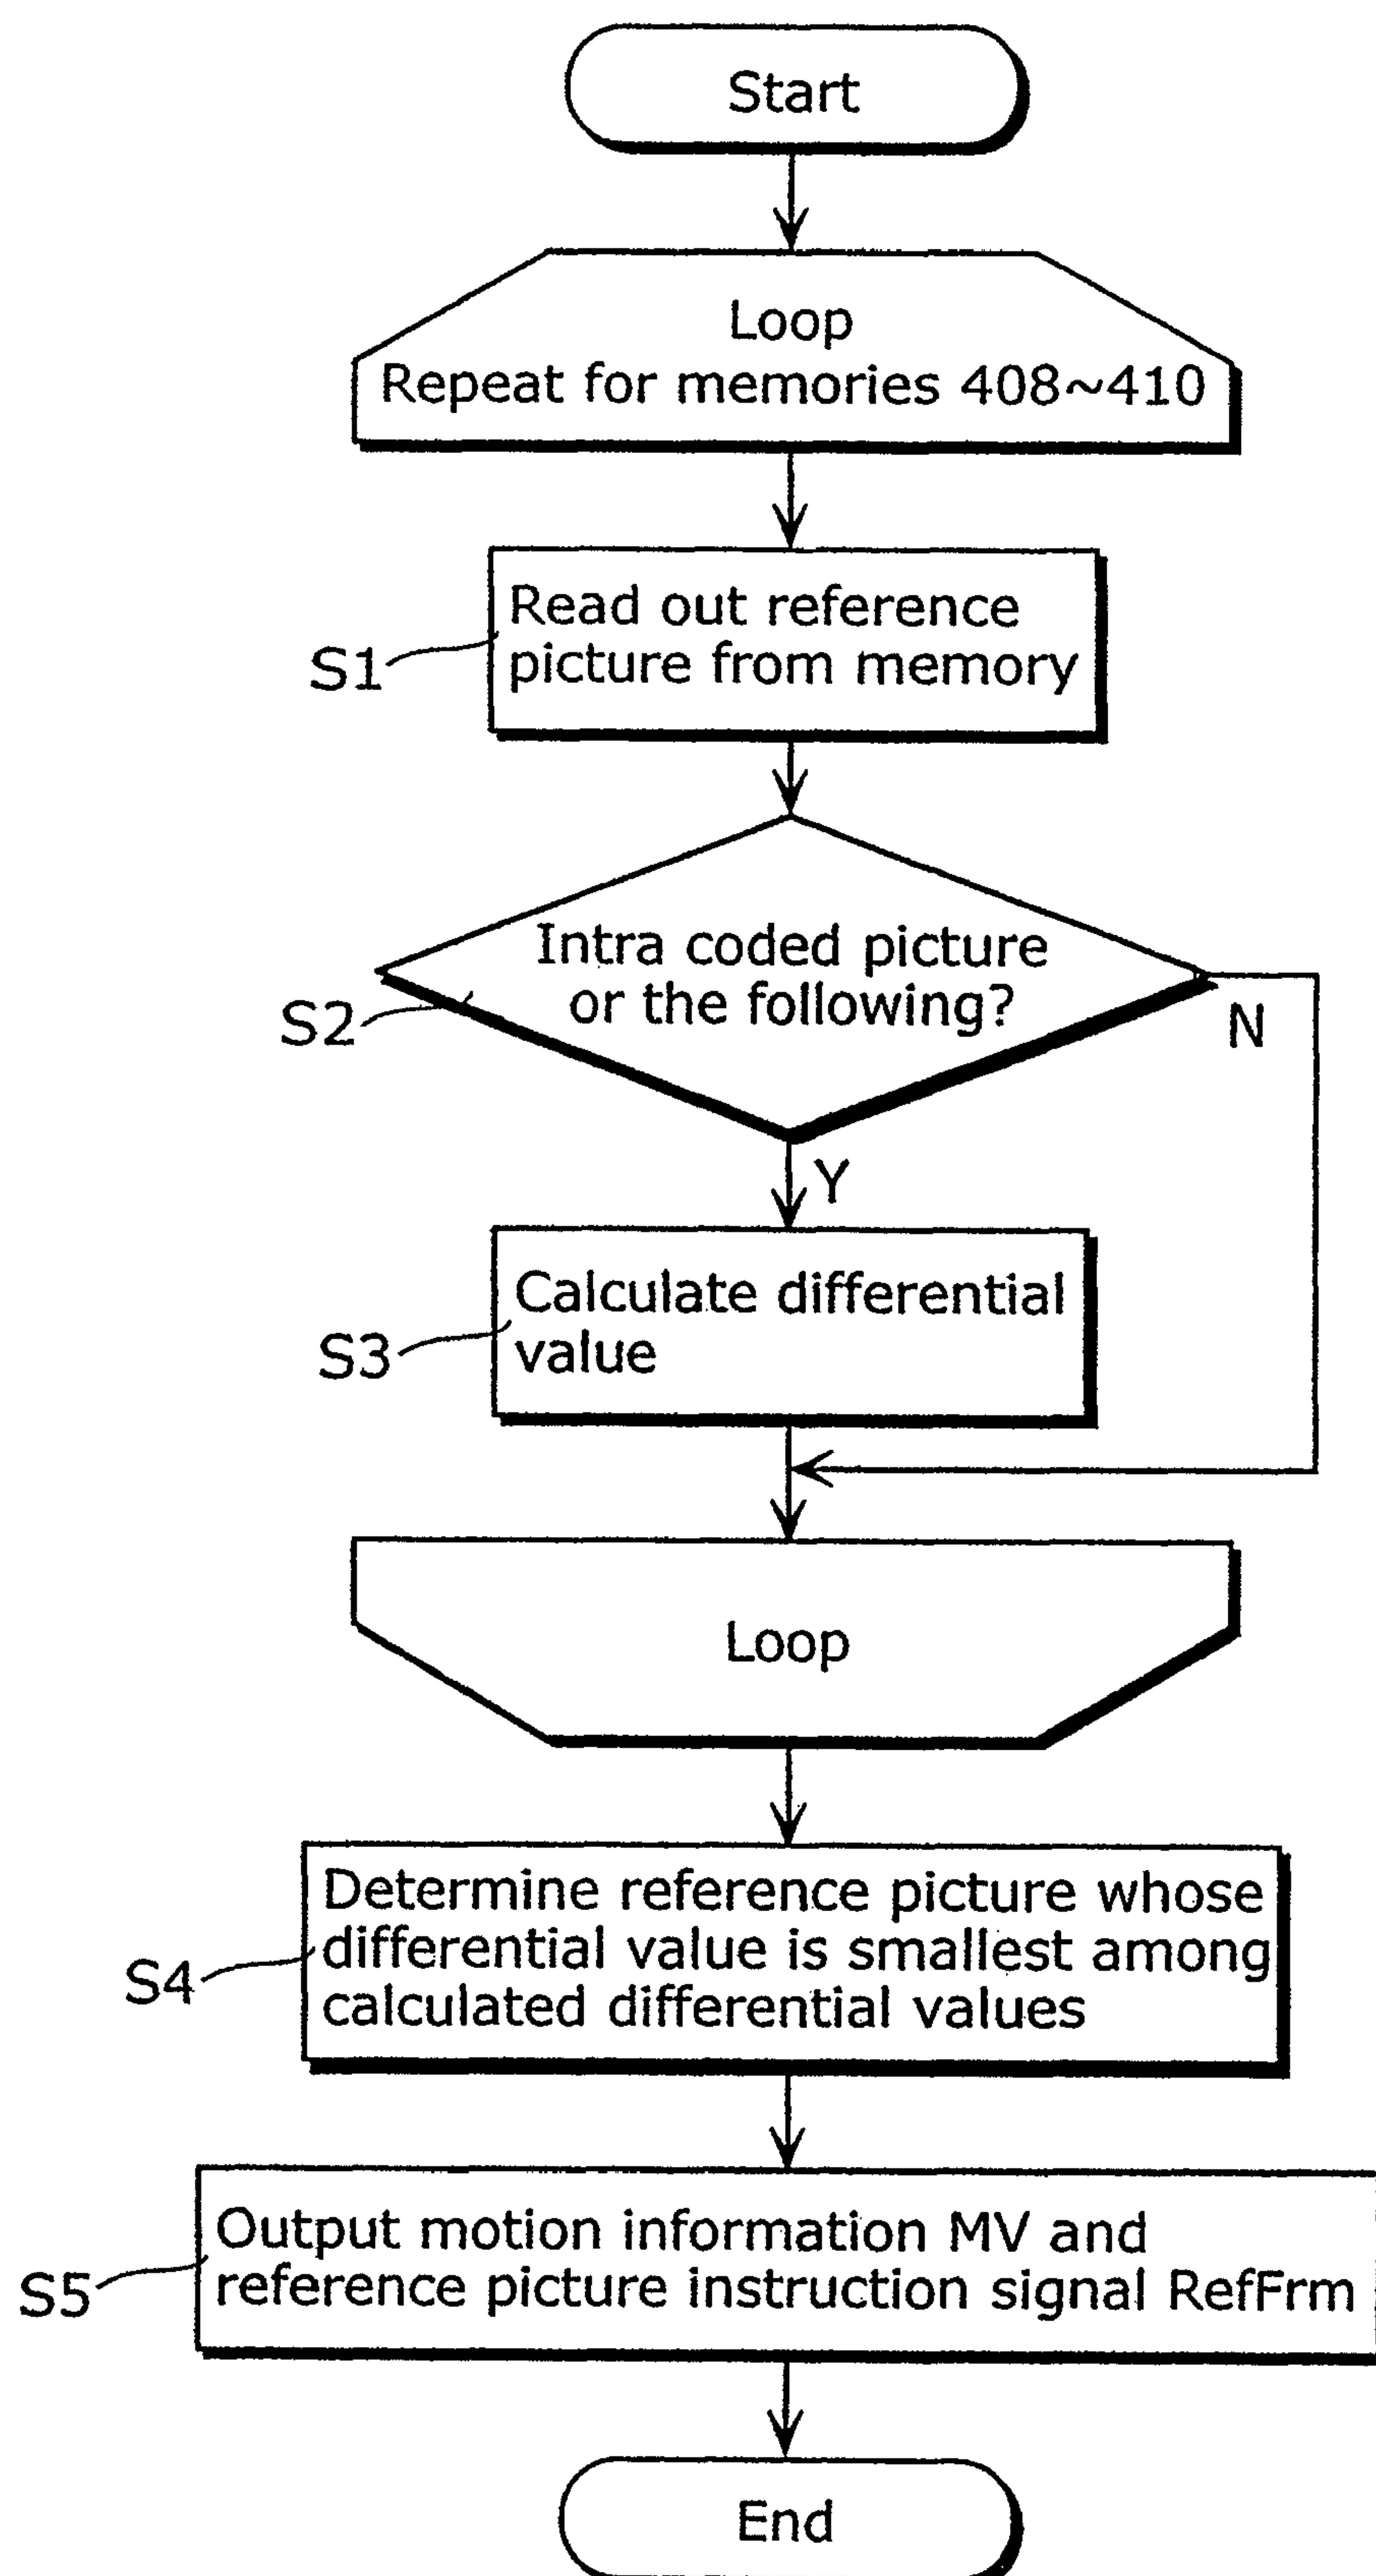 Start
Loop
Repeat for memories 408~410
Read out reference
picture from memory
S1
Intra coded picture
or the following?
S2
N
Y
Calculate differential
value
S3
Loop
Determine reference picture whose
differential value is smallest among
calculated differential values
S4
Output motion information MV and
reference picture instruction signal RefFrm
S5
End